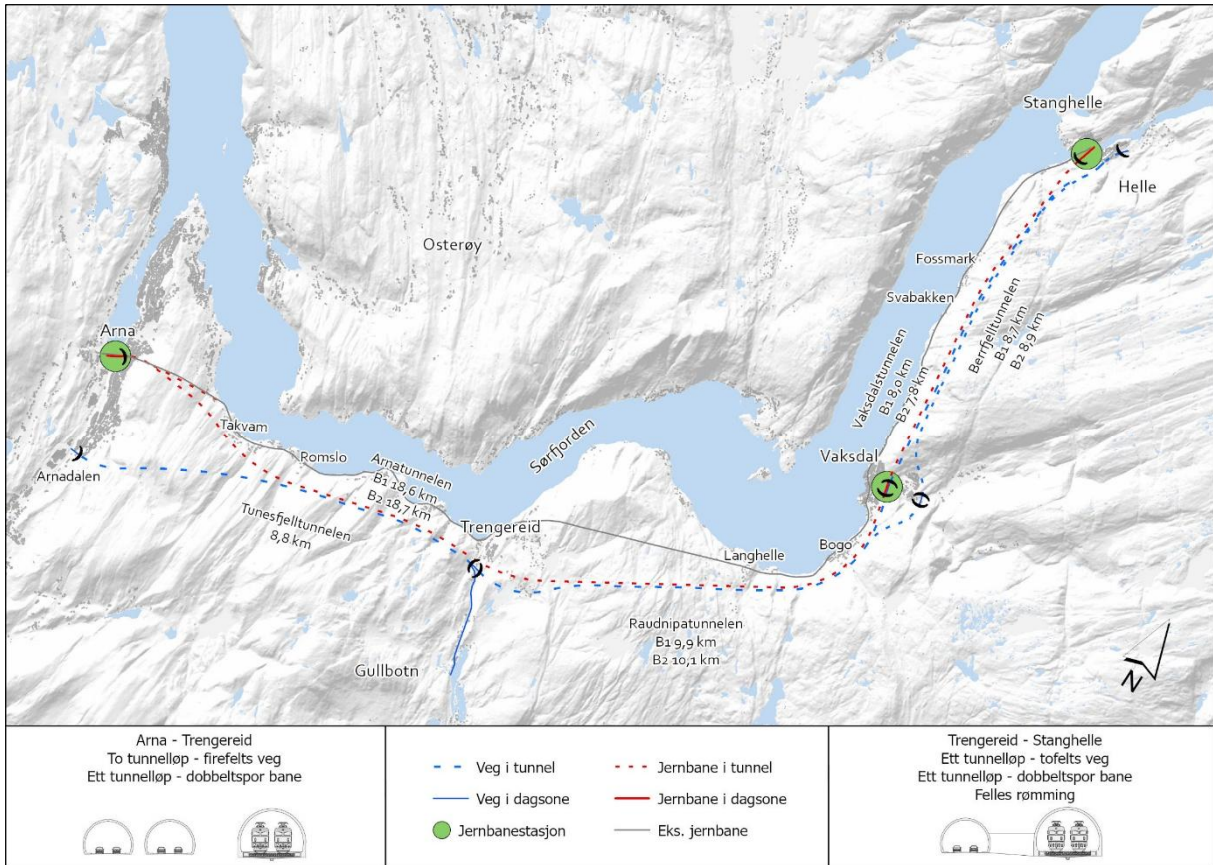 Stanghelle
Helle
Osterøy
Fossmark
Svabakken
Berrfjelltunnelen
B1 8,7 km
B2 8,9 km
Arna
Vaksdalstunnelen
B1 8,0 km
B2 7,8 km
Takvam
Sørfjorden
Romslo
Arnatunnelen
B1 18,6 km
B2 18,7 km
Vaksdal
Arnadalen
Tunesfjelltunnelen
8,8 km
Trengereid
Langhelle
Bogo
Raudnipatunnelen
B1 9,9 km
B2 10,1 km
Gullbotn
N
Arna - Trengereid
To tunnelløp - firefelts veg
Ett tunnelløp - dobbeltspor bane
Veg i tunnel
Veg i dagsone
Jernbanestasjon
Jernbane i tunnel
Jernbane i dagsone
Eks. jernbane
Trengereid - Stanghelle
Ett tunnelløp - tofelts veg
Ett tunnelløp - dobbeltspor bane
Felles rømming